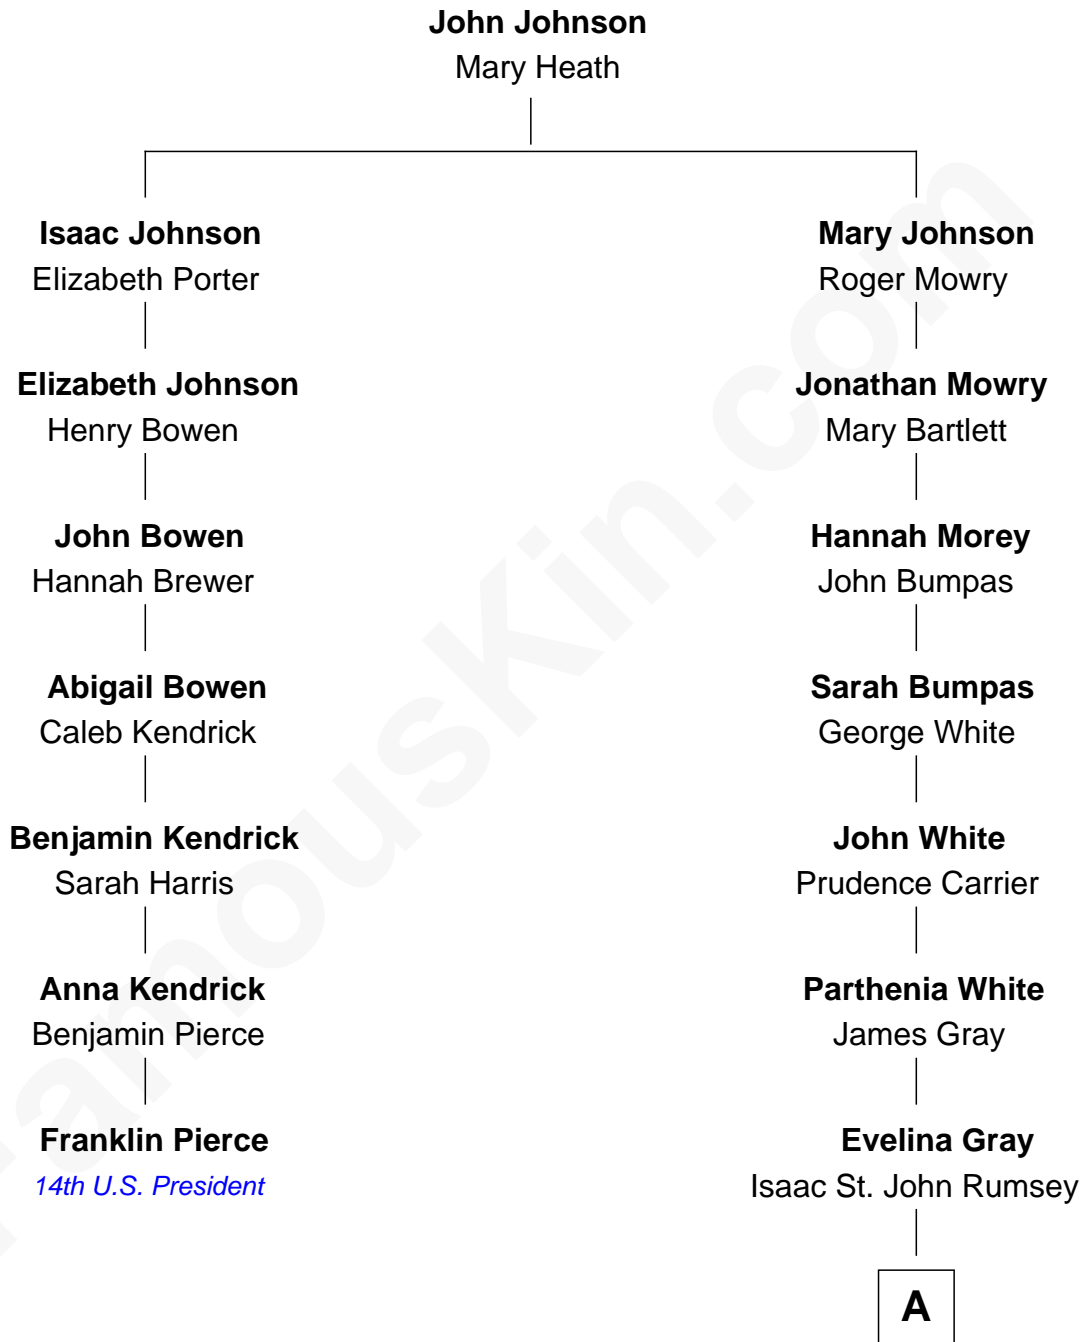 John Johnson
Mary Heath
Isaac Johnson
Elizabeth Porter
Mary Johnson
Roger Mowry
Elizabeth Johnson
Henry Bowen
Jonathan Mowry
Mary Bartlett
John Bowen
Hannah Brewer
Hannah Morey
John Bumpas
Abigail Bowen
Caleb Kendrick
Sarah Bumpas
George White
Benjamin Kendrick
Sarah Harris
John White
Prudence Carrier
Anna Kendrick
Benjamin Pierce
Parthenia White
James Gray
Franklin Pierce
14th U.S. President
Evelina Gray
Isaac St. John Rumsey
A
FamousKin.com